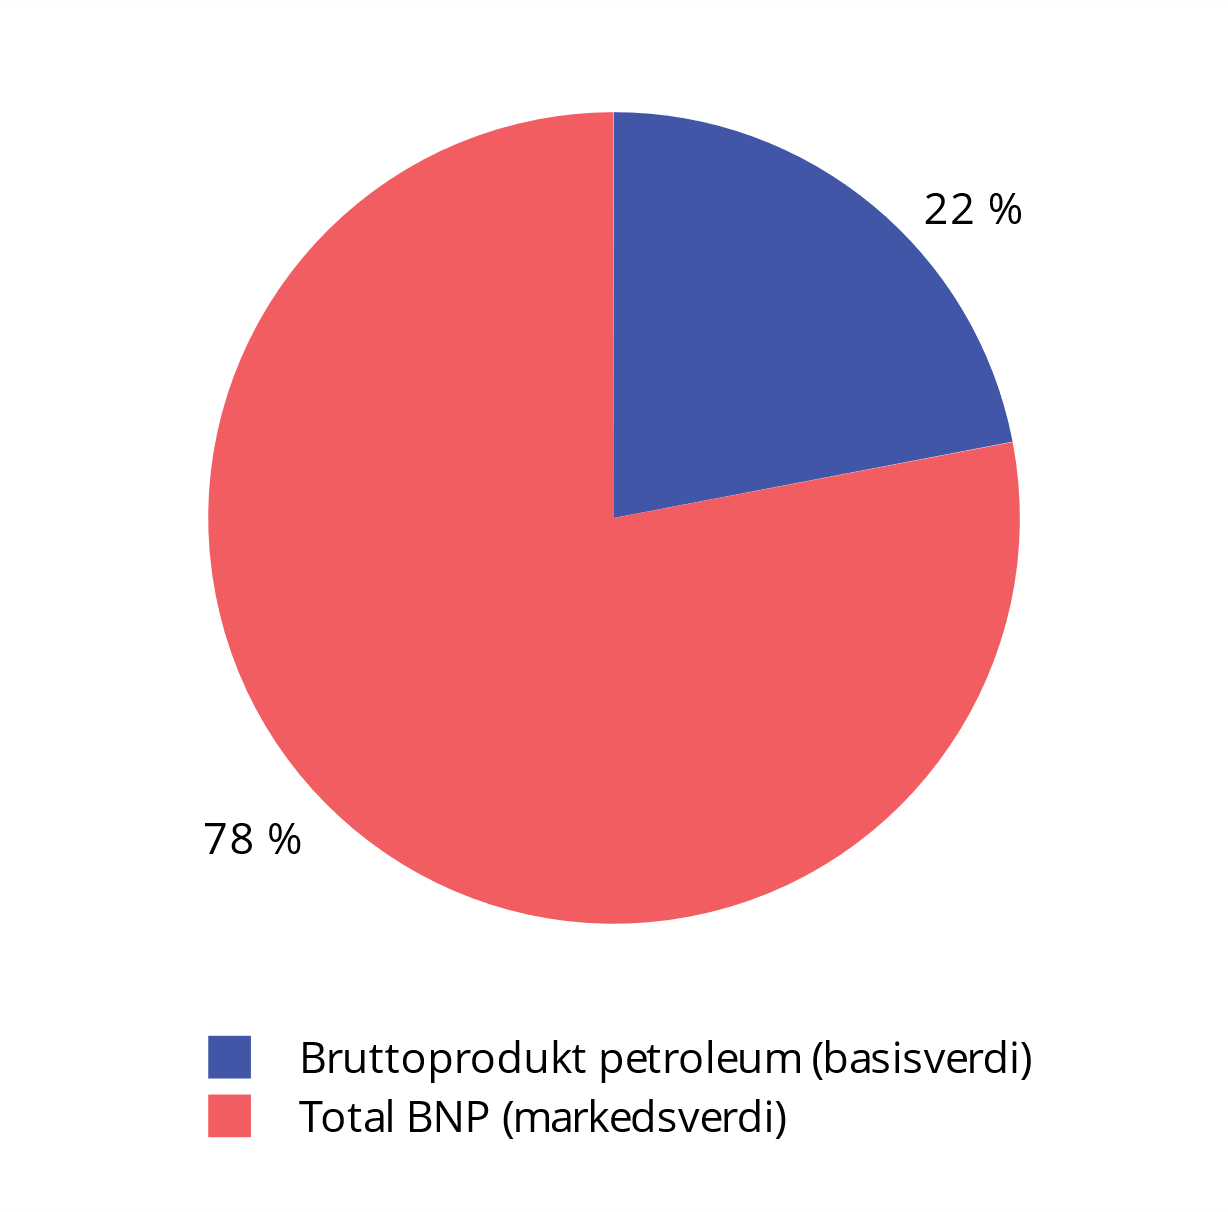 22 %
78 %
Bruttoprodukt petroleum (basisverdi)
Total BNP (markedsverdi)